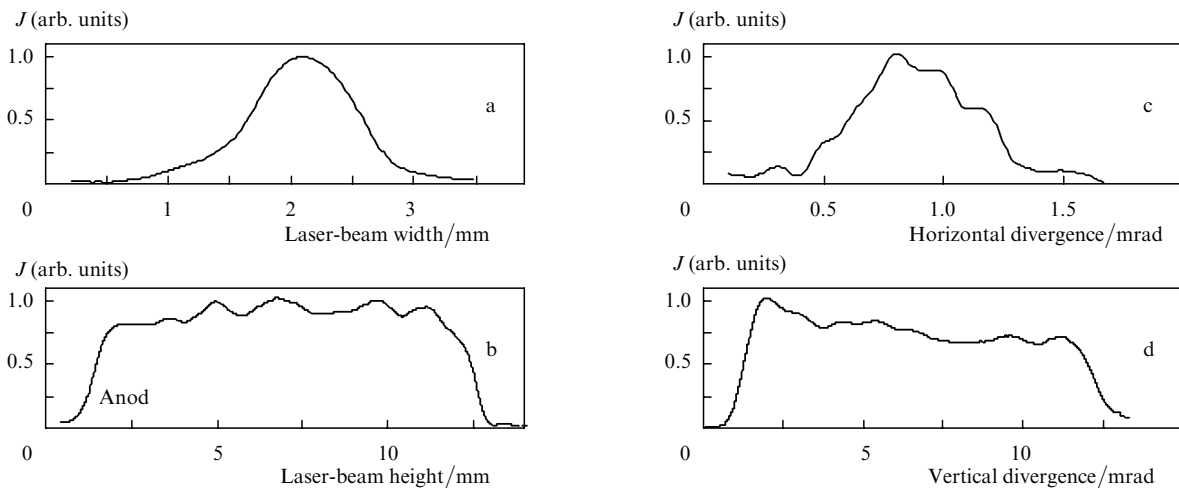 J (arb. units)
1.0
0.5
a
0 1 2 3
Laser-beam width/mm
J (arb. units)
1.0
0.5
c
0 0.5 1.0 1.5
Horizontal divergence/mrad
J (arb. units)
1.0
0.5
b
Anod
0 5 10
Laser-beam height/mm
J (arb. units)
1.0
0.5
d
0 5 10
Vertical divergence/mrad